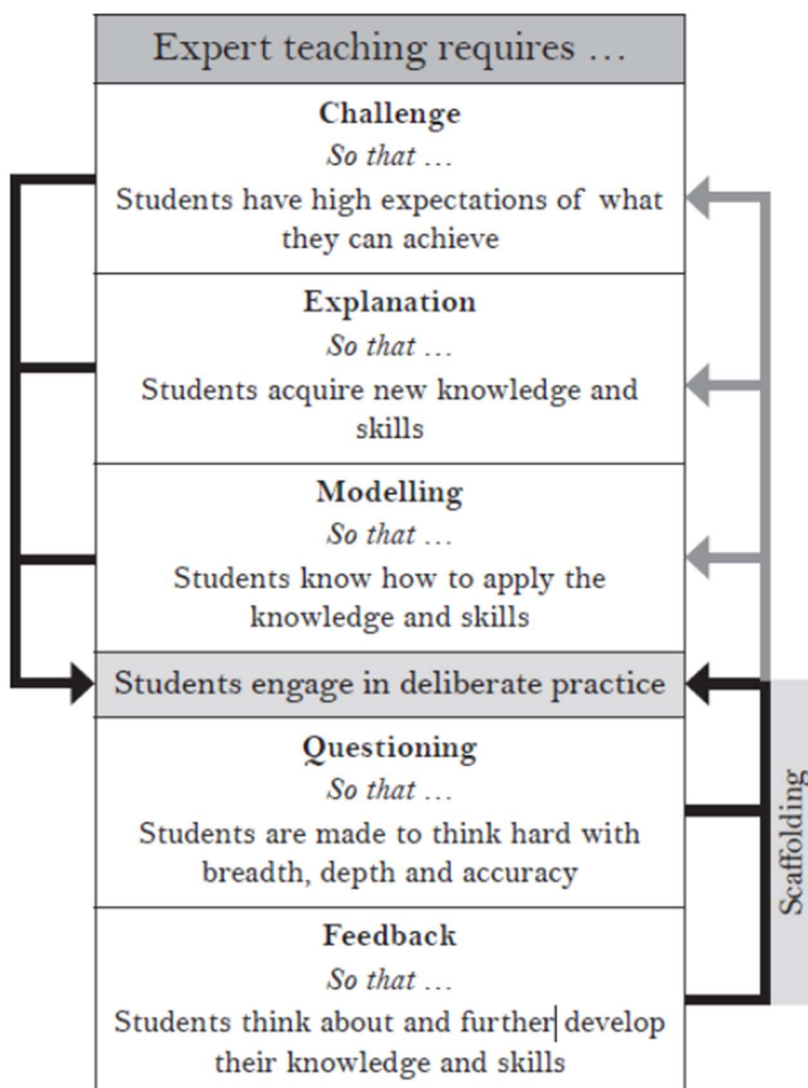 Expert teaching requires …
Challenge
So that …
Students have high expectations of what
they can achieve
Explanation
So that …
Students acquire new knowledge and
skills
Modelling
So that …
Students know how to apply the
knowledge and skills
Students engage in deliberate practice
Questioning
So that …
Students are made to think hard with
breadth, depth and accuracy
Feedback
So that …
Students think about and further develop
their knowledge and skills
Scaffolding